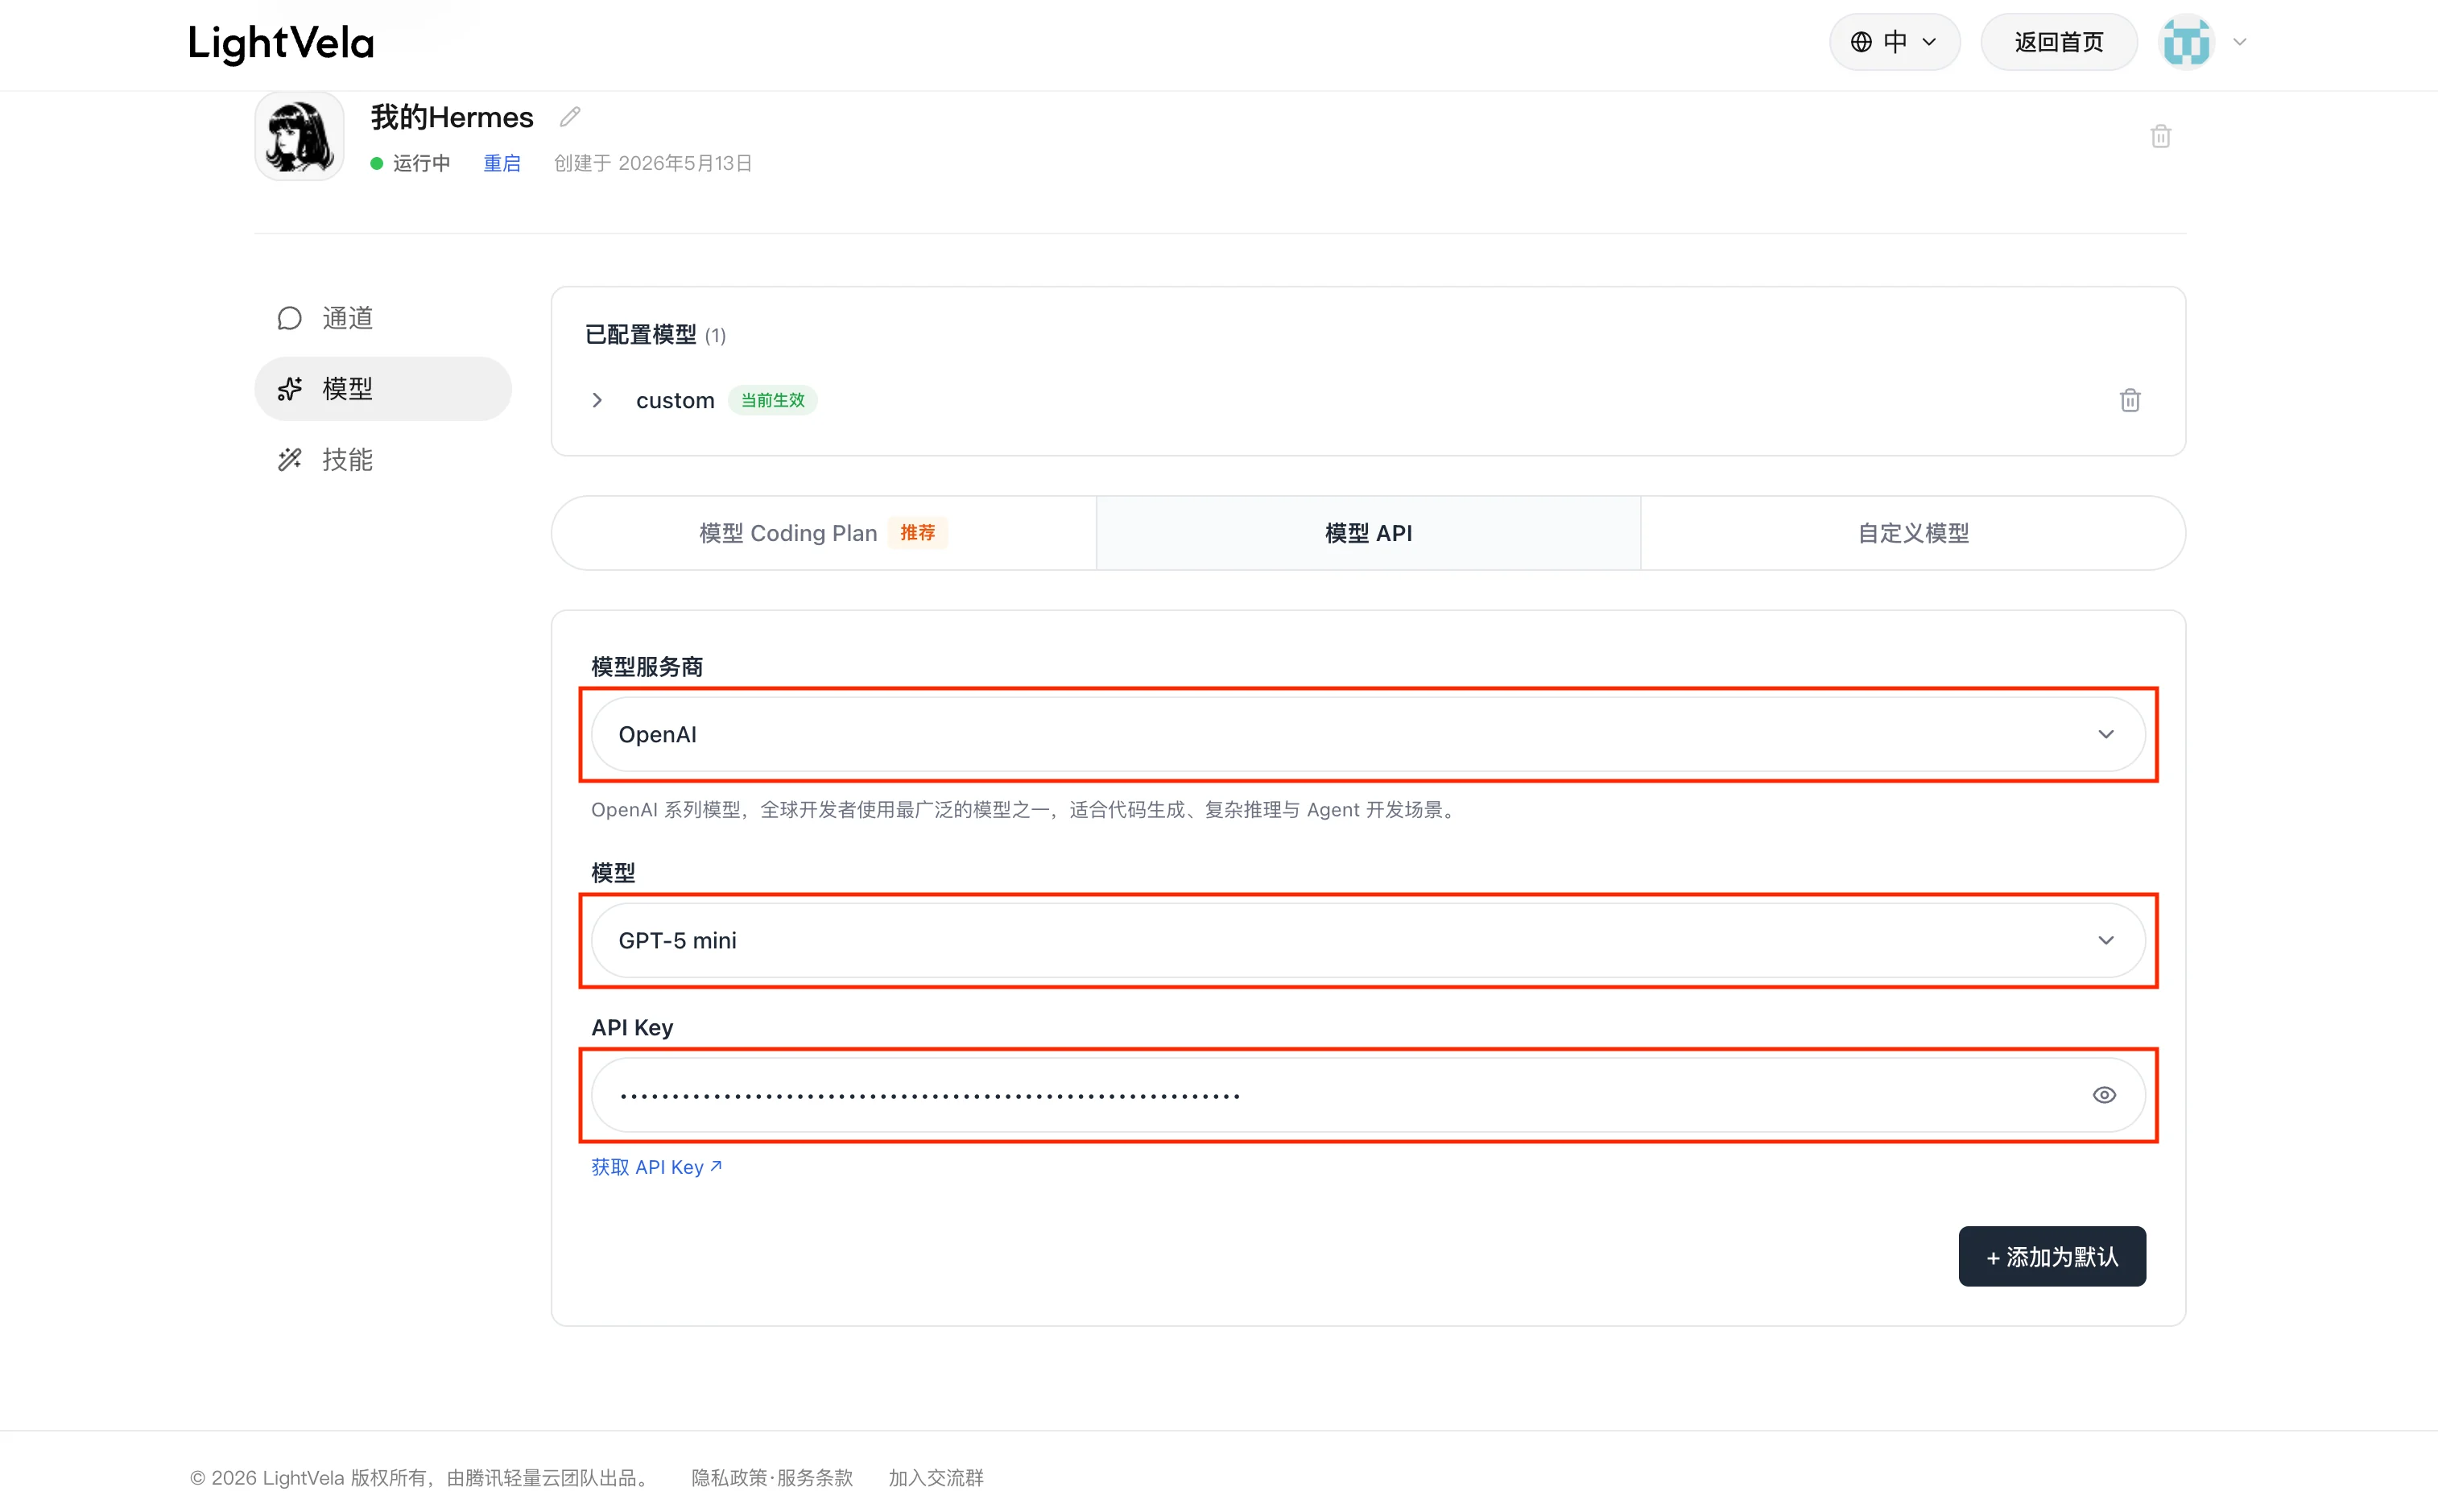 LightVela
中
返回首页
我的Hermes
运行中 重启 创建于 2026年5月13日
通道
模型
技能
已配置模型 (1)
custom 当前生效
模型 Coding Plan 推荐
模型 API
自定义模型
模型服务商
OpenAI
OpenAI 系列模型，全球开发者使用最广泛的模型之一，适合代码生成、复杂推理与 Agent 开发场景。
模型
GPT-5 mini
API Key
获取 API Key ↗
+ 添加为默认
© 2026 LightVela 版权所有，由腾讯轻量云团队出品。 隐私政策·服务条款 加入交流群